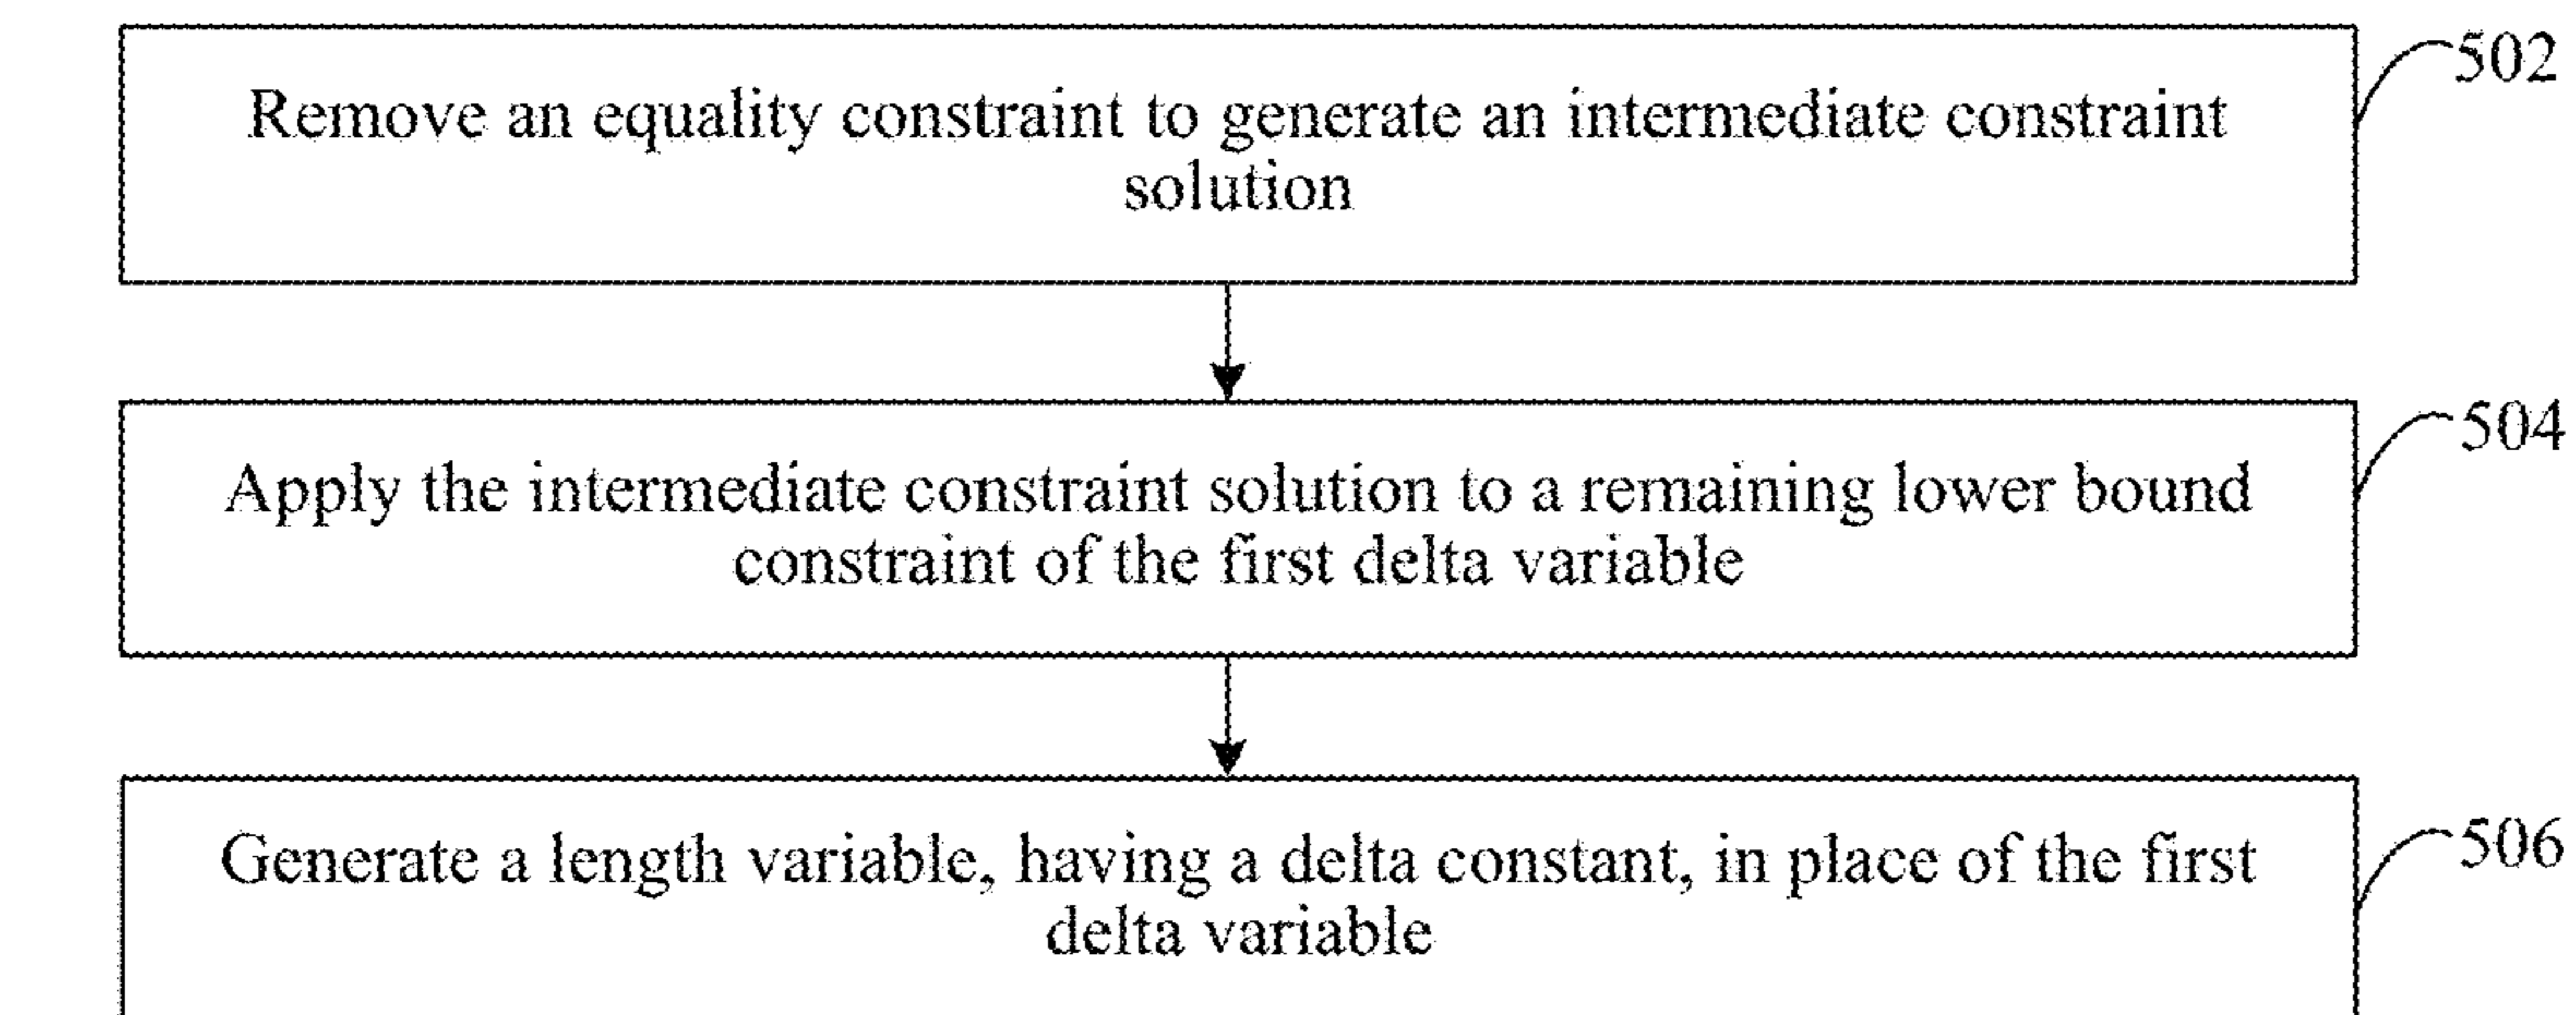 Remove an equality constraint to generate an intermediate constraint
solution
502
Apply the intermediate constraint solution to a remaining lower bound
constraint of the first delta variable
504
Generate a length variable, having a delta constant, in place of the first
delta variable
506